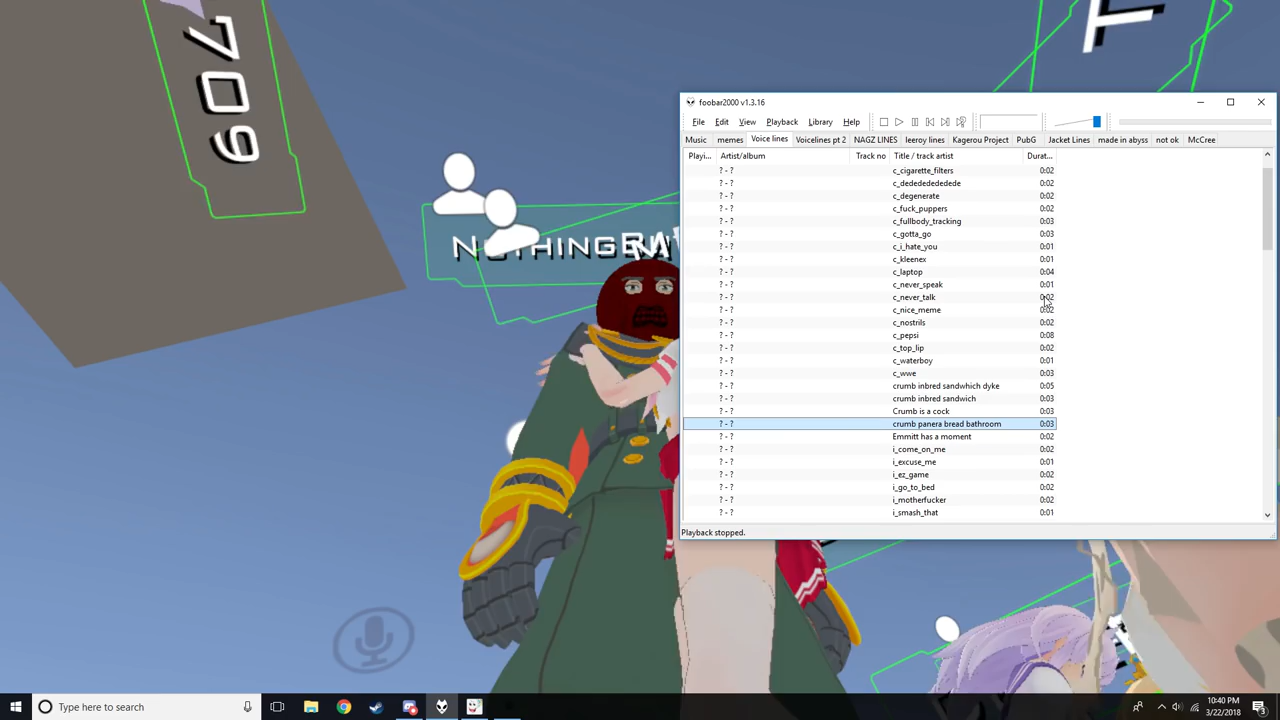 709
T
NOTHING
foobar2000 v1.3.16
File Edit View Playback Library Help
Music memes Voice lines Voicelines pt 2 NAGZ LINES leeroy lines Kagerou Project PubG Jacket Lines made in abyss not ok McCree
Playi... Artist/album Track no Title / track artist Durat...
? - ? c_cigarette_filters 0:02
? - ? c_dedededededede 0:02
? - ? c_degenerate 0:02
? - ? c_fuck_puppers 0:02
? - ? c_fullbody_tracking 0:03
? - ? c_gotta_go 0:03
? - ? c_i_hate_you 0:01
? - ? c_kleenex 0:01
? - ? c_laptop 0:04
? - ? c_never_speak 0:01
? - ? c_never_talk 0:02
? - ? c_nice_meme 0:02
? - ? c_nostrils 0:02
? - ? c_pepsi 0:08
? - ? c_top_lip 0:02
? - ? c_waterboy 0:01
? - ? c_wwe 0:03
? - ? crumb inbred sandwhich dyke 0:05
? - ? crumb inbred sandwich 0:03
? - ? Crumb is a cock 0:03
? - ? crumb panera bread bathroom 0:03
? - ? Emmitt has a moment 0:02
? - ? i_come_on_me 0:02
? - ? i_excuse_me 0:01
? - ? i_ez_game 0:02
? - ? i_go_to_bed 0:02
? - ? i_motherfucker 0:02
? - ? i_smash_that 0:01
Playback stopped.
Type here to search
10:40 PM
3/22/2018
3